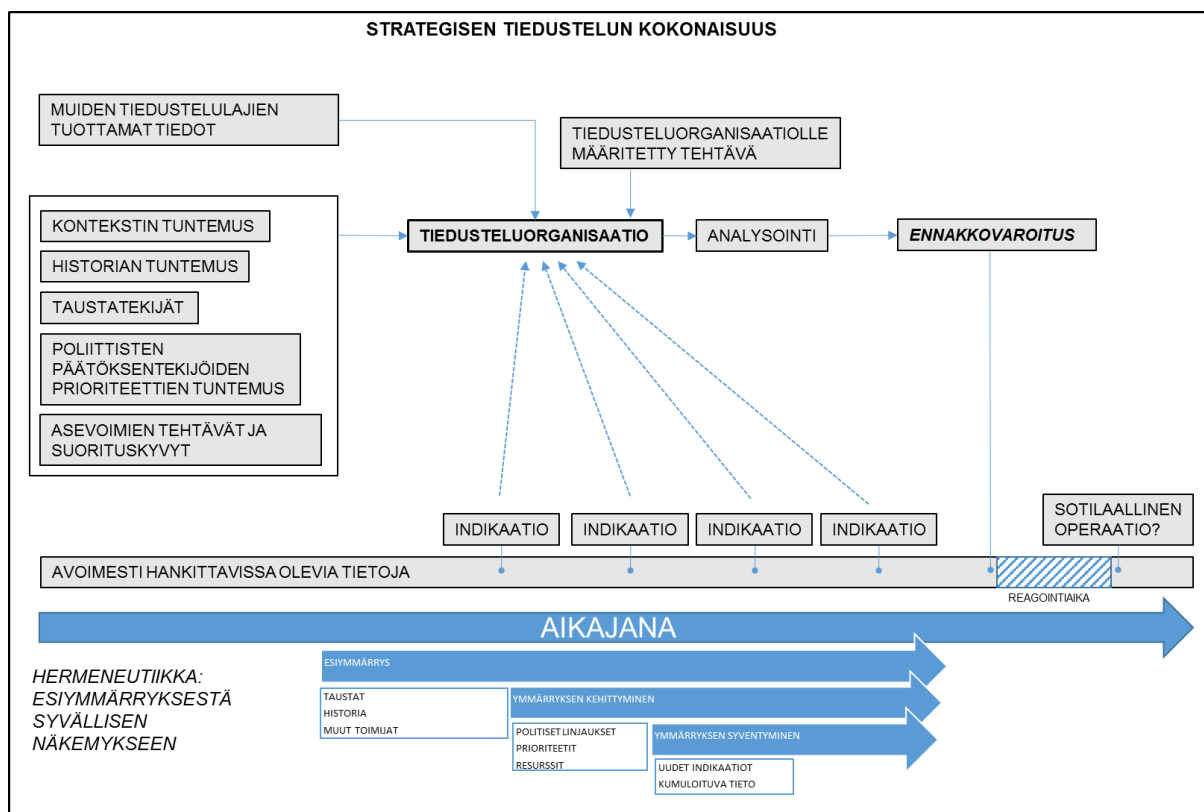 STRATEGISEN TIEDUSTELUN KOKONAISUUS
MUIDEN TIEDUSTELULAJIEN
TUOTTAMAT TIEDOT
TIEDUSTELUORGANISAATIOLLE
MÄÄRITETTY TEHTÄVÄ
KONTEKSTIN TUNTEMUS
HISTORIAN TUNTEMUS
TAUSTATEKIJÄT
POLIITTISTEN
PÄÄTÖKSENTEKIJÖIDEN
PRIORITEETTIEN TUNTEMUS
ASEVOIMIEN TEHTÄVÄT JA
SUORITUSKYVYT
TIEDUSTELUORGANISAATIO
ANALYSOINTI
ENNAKKOVAROITUS
INDIKAATIO
INDIKAATIO
INDIKAATIO
INDIKAATIO
SOTILAALLINEN
OPERAATIO?
AVOIMESTI HANKITTAVISSA OLEVIA TIETOJA
REAGOINTIAIKA
AIKAJANA
HERMENEUTIIKKA:
ESIYMMÄRRYKSESTÄ
SYVÄLLISEN
NÄKEMYKSEEN
ESIYMMÄRRYS
TAUSTAT
HISTORIA
MUUT TOIMIJAT
YMMÄRRYKSEN KEHITTYMINEN
POLITISET LINJAUKSET
PRIORITEETIT
RESURSSIT
YMMÄRRYKSEN SYVENTYMINEN
UUDET INDIKAATIOT
KUMULOITUVA TIETO